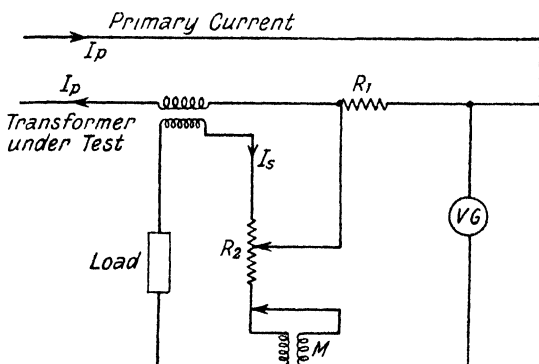 Primary Current
Ip
Ip
R1
Transformer
under Test
Is
VG
R2
Load
M